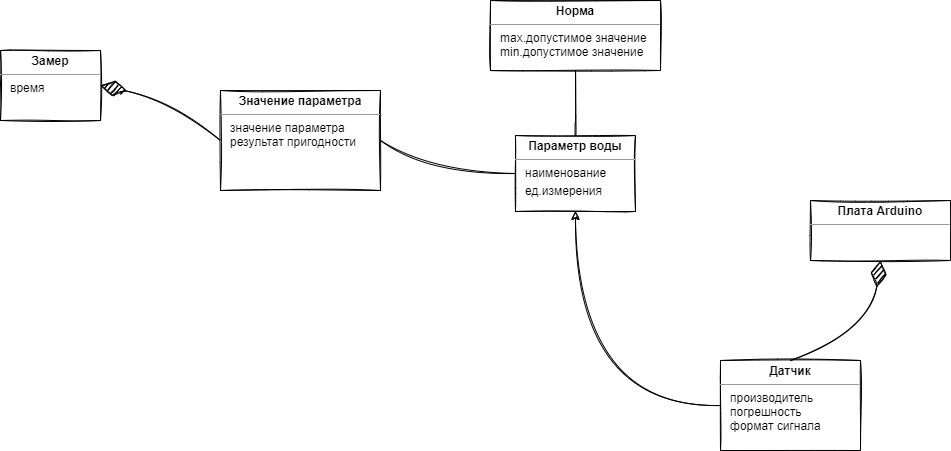 Норма
max.допустимое значение
min.допустимое значение
Замер
время
Значение параметра
значение параметра
результат пригодности
Параметр воды
наименование
ед.измерения
Плата Arduino
Датчик
производитель
погрешность
формат сигнала